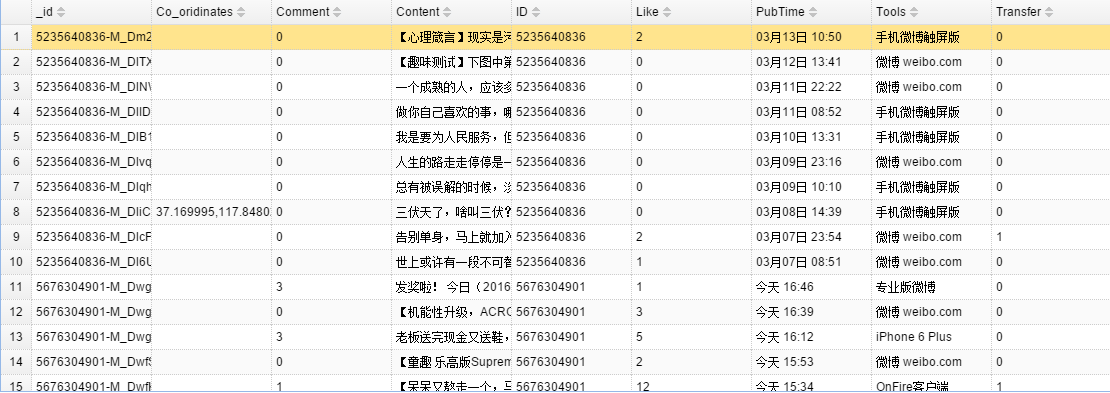 _id Co_oridinates Comment Content ID Like PubTime Tools Transfer
1 5235640836-M_Dm2 0 【心理箴言】现实是 5235640836 2 03月13日 10:50 手机微博触屏版 0
2 5235640836-M_DlTX 0 【趣味测试】下图中第 5235640836 0 03月12日 13:41 微博 weibo.com 0
3 5235640836-M_DlN 0 一个成熟的人，应该多 5235640836 0 03月11日 22:22 微博 weibo.com 0
4 5235640836-M_DlID 0 做你自己喜欢的事，哪 5235640836 0 03月11日 08:52 手机微博触屏版 0
5 5235640836-M_DlB1 0 我是要为人民服务，但 5235640836 0 03月10日 13:31 手机微博触屏版 0
6 5235640836-M_Dlvq 0 人生的路走走停停是一 5235640836 0 03月09日 23:16 微博 weibo.com 0
7 5235640836-M_Dlqh 0 总有被误解的时候， 5235640836 0 03月09日 10:10 手机微博触屏版 0
8 5235640836-M_DliC 37.169995,117.8480 0 三伏天了，啥叫三伏? 5235640836 0 03月08日 14:39 手机微博触屏版 0
9 5235640836-M_DlcF 0 告别单身，马上就加入 5235640836 2 03月07日 23:54 微博 weibo.com 1
10 5235640836-M_Dl6U 0 世上或许有一段不可替 5235640836 1 03月07日 08:51 微博 weibo.com 0
11 5676304901-M_Dwg 3 发奖啦！ 今日（2016 5676304901 1 今天 16:46 专业版微博 0
12 5676304901-M_Dwg 0 【机能性升级，ACRO 5676304901 3 今天 16:39 微博 weibo.com 0
13 5676304901-M_Dwg 3 老板送完现金又送鞋， 5676304901 5 今天 16:12 iPhone 6 Plus 0
14 5676304901-M_DwfS 0 【童趣 乐高版Suprem 5676304901 2 今天 15:53 微博 weibo.com 0
15 5676304901-M_Dwf 1 【呆呆又熬走一个，马 5676304901 12 今天 15:34 OnFire客户端 1